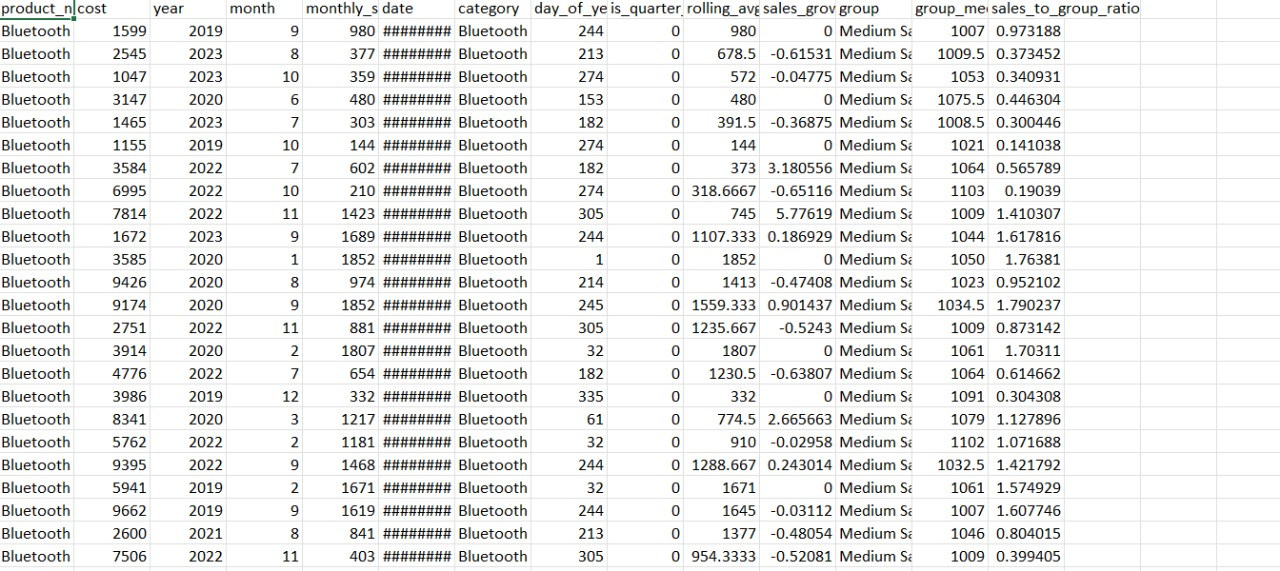 product_n cost year month monthly_s date category day_of_ye is_quarter_ rolling_avg sales_grov group group_med sales_to_group_ratio
Bluetooth 1599 2019 9 980 ######## Bluetooth 244 0 980 0 Medium Sa 1007 0.973188
Bluetooth 2545 2023 8 377 ######## Bluetooth 213 0 678.5 -0.61531 Medium Sa 1009.5 0.373452
Bluetooth 1047 2023 10 359 ######## Bluetooth 274 0 572 -0.04775 Medium Sa 1053 0.340931
Bluetooth 3147 2020 6 480 ######## Bluetooth 153 0 480 0 Medium Sa 1075.5 0.446304
Bluetooth 1465 2023 7 303 ######## Bluetooth 182 0 391.5 -0.36875 Medium Sa 1008.5 0.300446
Bluetooth 1155 2019 10 144 ######## Bluetooth 274 0 144 0 Medium Sa 1021 0.141038
Bluetooth 3584 2022 7 602 ######## Bluetooth 182 0 373 3.180556 Medium Sa 1064 0.565789
Bluetooth 6995 2022 10 210 ######## Bluetooth 274 0 318.6667 -0.65116 Medium Sa 1103 0.19039
Bluetooth 7814 2022 11 1423 ######## Bluetooth 305 0 745 5.77619 Medium Sa 1009 1.410307
Bluetooth 1672 2023 9 1689 ######## Bluetooth 244 0 1107.333 0.186929 Medium Sa 1044 1.617816
Bluetooth 3585 2020 1 1852 ######## Bluetooth 1 0 1852 0 Medium Sa 1050 1.76381
Bluetooth 9426 2020 8 974 ######## Bluetooth 214 0 1413 -0.47408 Medium Sa 1023 0.952102
Bluetooth 9174 2020 9 1852 ######## Bluetooth 245 0 1559.333 0.901437 Medium Sa 1034.5 1.790237
Bluetooth 2751 2022 11 881 ######## Bluetooth 305 0 1235.667 -0.5243 Medium Sa 1009 0.873142
Bluetooth 3914 2020 2 1807 ######## Bluetooth 32 0 1807 0 Medium Sa 1061 1.70311
Bluetooth 4776 2022 7 654 ######## Bluetooth 182 0 1230.5 -0.63807 Medium Sa 1064 0.614662
Bluetooth 3986 2019 12 332 ######## Bluetooth 335 0 332 0 Medium Sa 1091 0.304308
Bluetooth 8341 2020 3 1217 ######## Bluetooth 61 0 774.5 2.665663 Medium Sa 1079 1.127896
Bluetooth 5762 2022 2 1181 ######## Bluetooth 32 0 910 -0.02958 Medium Sa 1102 1.071688
Bluetooth 9395 2022 9 1468 ######## Bluetooth 244 0 1288.667 0.243014 Medium Sa 1032.5 1.421792
Bluetooth 5941 2019 2 1671 ######## Bluetooth 32 0 1671 0 Medium Sa 1061 1.574929
Bluetooth 9662 2019 9 1619 ######## Bluetooth 244 0 1645 -0.03112 Medium Sa 1007 1.607746
Bluetooth 2600 2021 8 841 ######## Bluetooth 213 0 1377 -0.48054 Medium Sa 1046 0.804015
Bluetooth 7506 2022 11 403 ######## Bluetooth 305 0 954.3333 -0.52081 Medium Sa 1009 0.399405